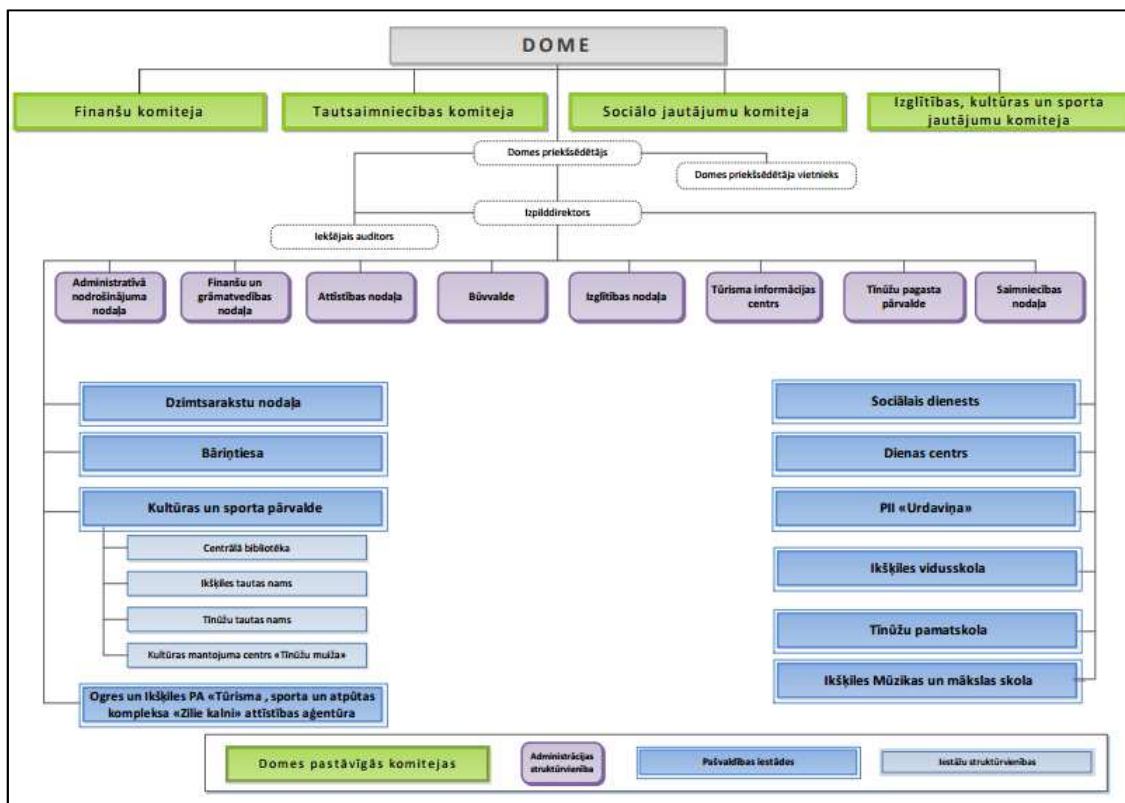 DOME
Finanšu komiteja
Tautsaimniecības komiteja
Sociālo jautājumu komiteja
Izglītības, kultūras un sporta
jautājumu komiteja
Domes priekšsēdētājs
Domes priekšsēdētāja vietnieks
Izpilddirektors
Iekšējais auditors
Administratīvā
nodrošinājuma
nodaļa
Finanšu un
grāmatvedības
nodaļa
Attīstības nodaļa
Būvvalde
Izglītības nodaļa
Tūrisma informācijas
centrs
Tīnūžu pagasta
pārvalde
Saimniecības
nodaļa
Dzimtsarakstu nodaļa
Bāriņtiesa
Kultūras un sporta pārvalde
Centrālā bibliotēka
Ikšķiles tautas nams
Tīnūžu tautas nams
Kultūras mantojuma centrs «Tīnūžu muiža»
Ogres un Ikšķiles PA «Tūrisma , sporta un atpūtas
kompleksa «Zilie kalni» attīstības aģentūra
Sociālais dienests
Dienas centrs
PII «Urdaviņa»
Ikšķiles vidusskola
Tīnūžu pamatskola
Ikšķiles Mūzikas un mākslas skola
Domes pastāvīgās komitejas
Administrācijas
struktūrvienība
Pašvaldības iestādes
Iestāžu struktūrvienības